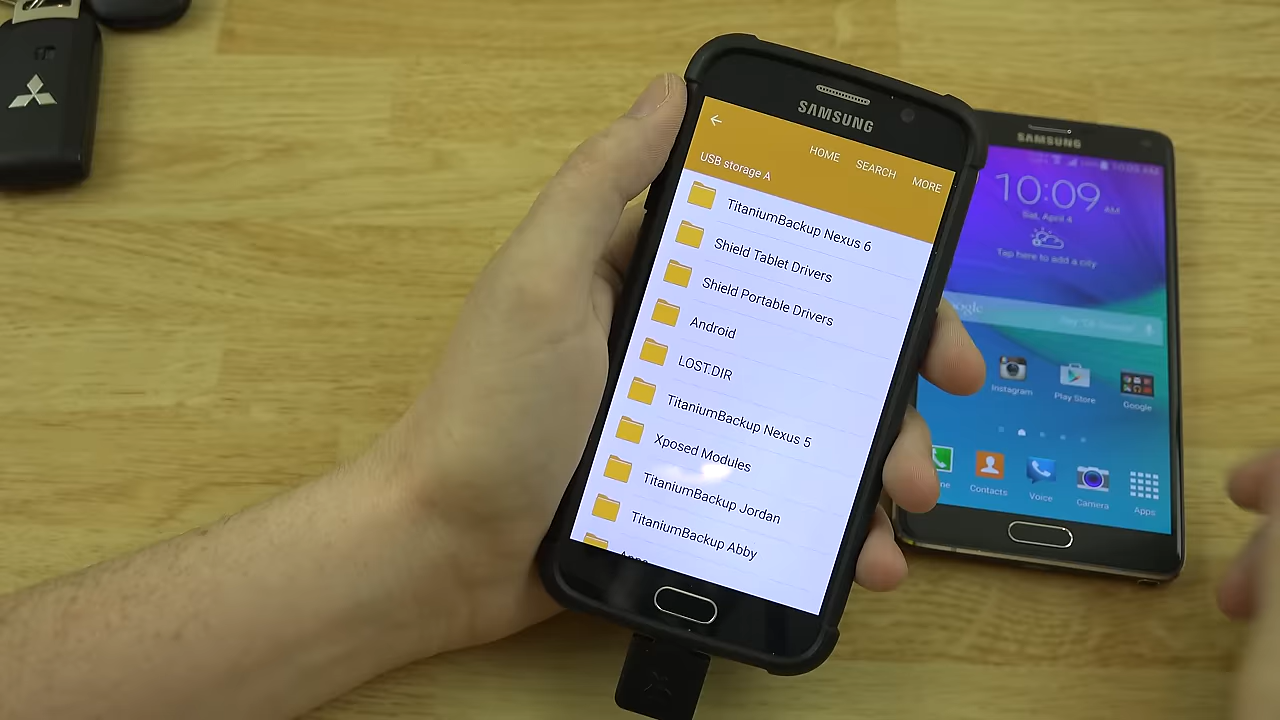 SAMSUNG
HOME
SEARCH
MORE
USB storage A
TitaniumBackup Nexus 6
Shield Tablet Drivers
Shield Portable Drivers
Android
LOST.DIR
TitaniumBackup Nexus 5
Xposed Modules
TitaniumBackup Jordan
TitaniumBackup Abby
SAMSUNG
10:09 AM
Sat, April 4
Tap here to add a city
Instagram
Play Store
Google
Contacts
Voice
Camera
Apps